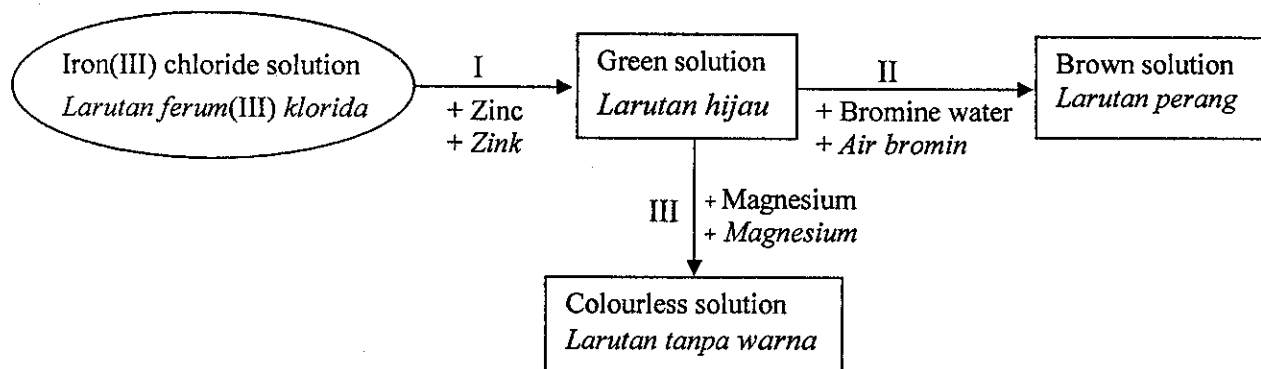 Iron(III) chloride solution
Larutan ferum(III) klorida
I
+ Zinc
+ Zink
Green solution
Larutan hijau
II
+ Bromine water
+ Air bromin
Brown solution
Larutan perang
III
+ Magnesium
+ Magnesium
Colourless solution
Larutan tanpa warna